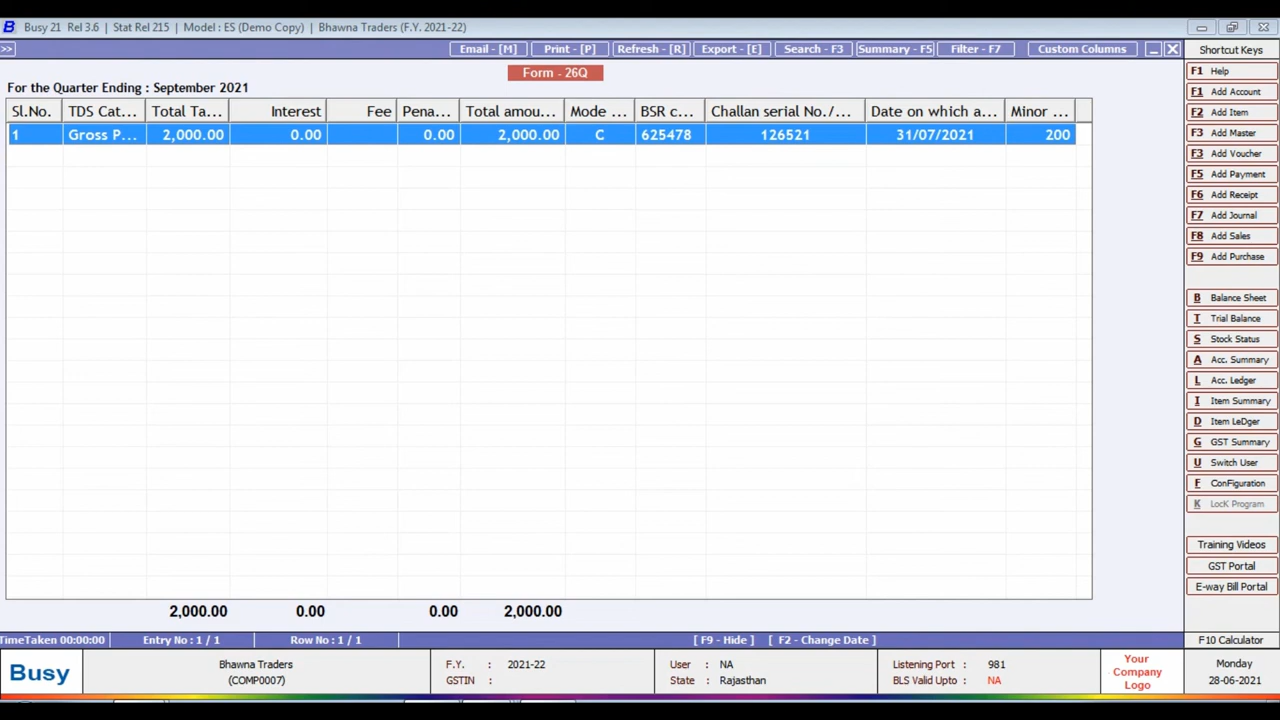 B Busy 21 Rel 3.6 | Stat Rel 215 | Model : ES (Demo Copy) | Bhawna Traders (F.Y. 2021-22)
>> Email - [M] Print - [P] Refresh - [R] Export - [E] Search - F3 Summary - F5 Filter - F7 Custom Columns Shortcut Keys
Form - 26Q
For the Quarter Ending : September 2021
Sl.No. TDS Cat... Total Ta... Interest Fee Pena... Total amou... Mode ... BSR c... Challan serial No./... Date on which a... Minor ...
1 Gross P... 2,000.00 0.00 0.00 2,000.00 C 625478 126521 31/07/2021 200
2,000.00 0.00 0.00 2,000.00
F1 Help
F1 Add Account
F2 Add Item
F3 Add Master
F3 Add Voucher
F5 Add Payment
F6 Add Receipt
F7 Add Journal
F8 Add Sales
F9 Add Purchase
B Balance Sheet
T Trial Balance
S Stock Status
A Acc. Summary
L Acc. Ledger
I Item Summary
D Item LeDger
G GST Summary
U Switch User
F ConFiguration
K LocK Program
Training Videos
GST Portal
E-way Bill Portal
TimeTaken 00:00:00 Entry No : 1 / 1 Row No : 1 / 1 [ F9 - Hide ] [ F2 - Change Date ] F10 Calculator
Busy
Bhawna Traders
(COMP0007)
F.Y. : 2021-22
GSTIN :
User : NA
State : Rajasthan
Listening Port : 981
BLS Valid Upto : NA
Your
Company
Logo
Monday
28-06-2021